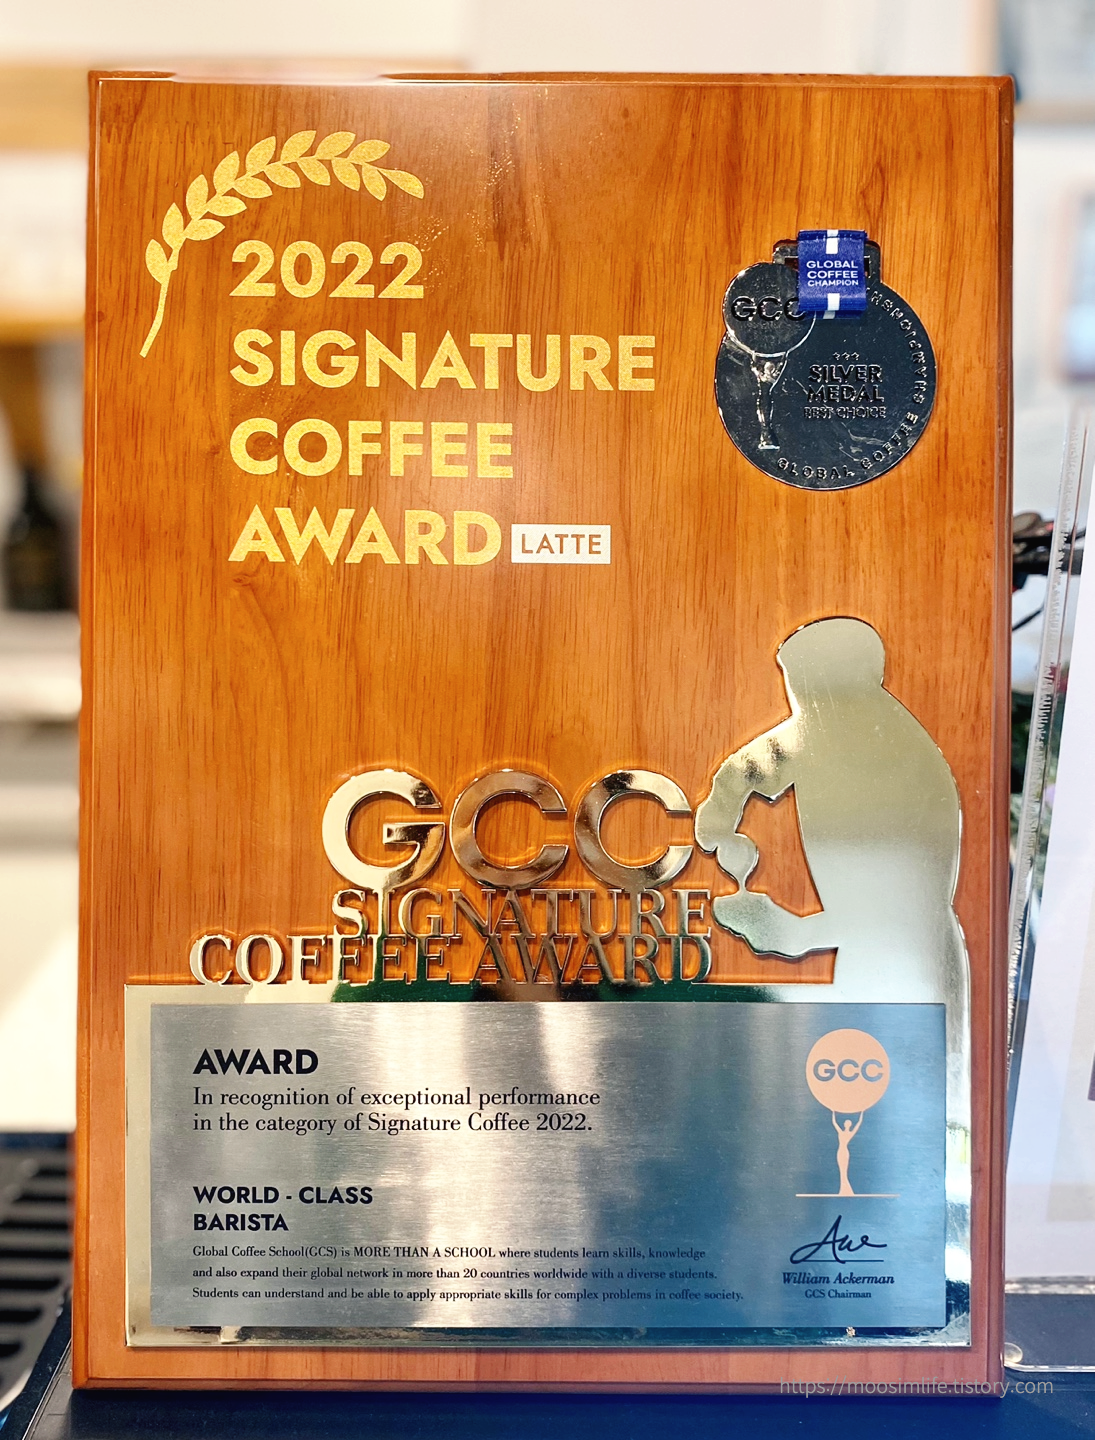 2022
SIGNATURE
COFFEE
AWARD LATTE
GLOBAL
COFFEE
CHAMPION
GCC
SILVER
MEDAL
BEST CHOICE
GLOBAL COFFEE CHAMPIONSHIP
GCC
SIGNATURE
COFFEE AWARD
AWARD
In recognition of exceptional performance
in the category of Signature Coffee 2022.
GCC
WORLD - CLASS
BARISTA
Global Coffee School(GCS) is MORE THAN A SCHOOL where students learn skills, knowledge
and also expand their global network in more than 20 countries worldwide with a diverse students.
Students can understand and be able to apply appropriate skills for complex problems in coffee society.
William Ackerman
GCS Chairman
https://moosimlife.tistory.com